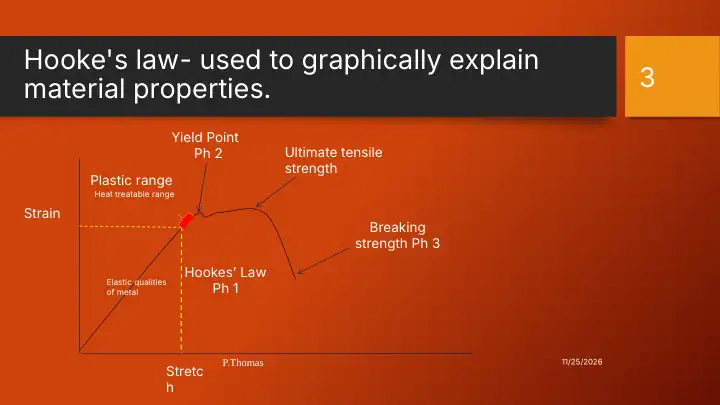 Hooke's law- used to graphically explain
material properties.
3
Yield Point
Ph 2
Ultimate tensile
strength
Plastic range
Heat treatable range
Strain
Breaking
strength Ph 3
Hookes’ Law
Ph 1
Elastic qualities
of metal
P.Thomas
11/25/2026
Stretc
h